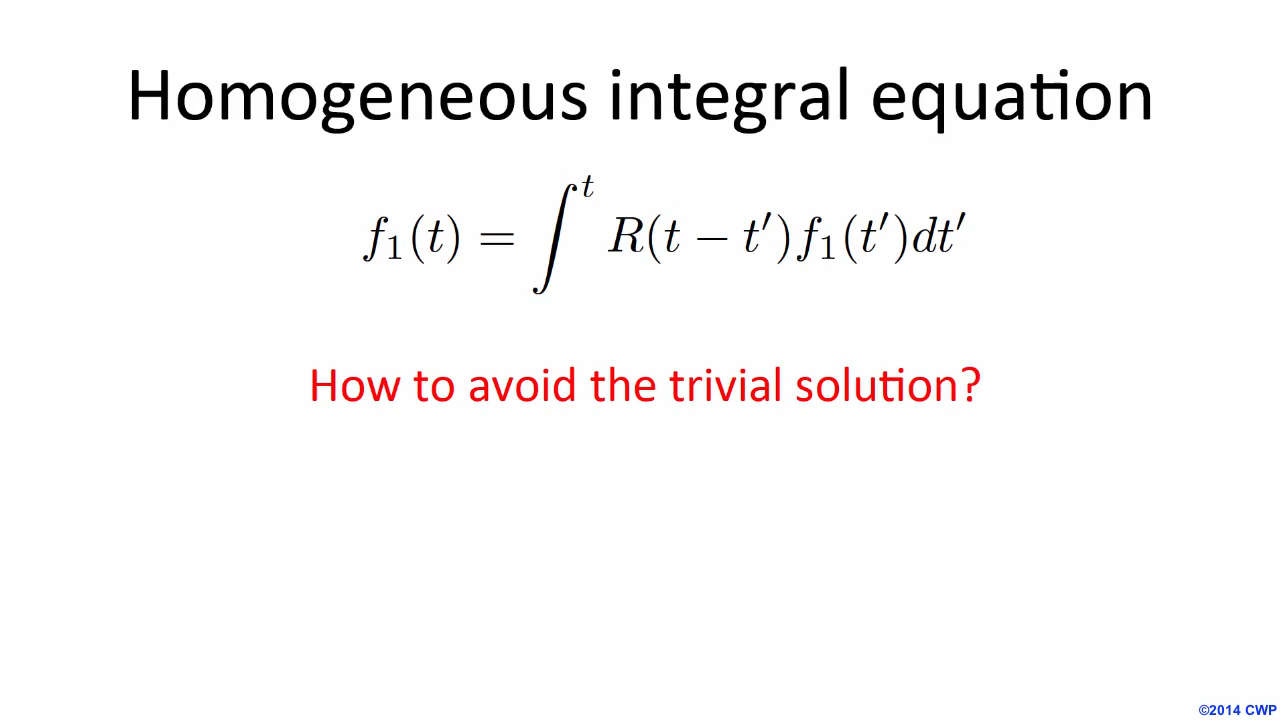 Homogeneous integral equation
f₁(t) = ∫ᵗ R(t − t′)f₁(t′)dt′
How to avoid the trivial solution?
©2014 CWP